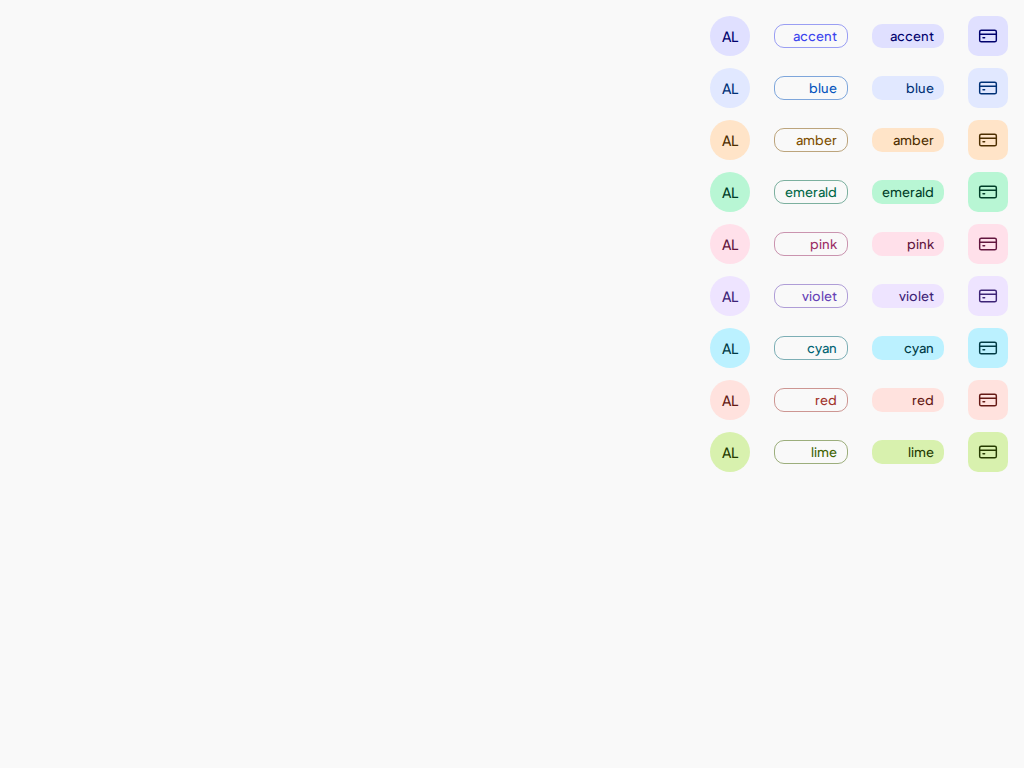 AL accent accent
AL blue blue
AL amber amber
AL emerald emerald
AL pink pink
AL violet violet
AL cyan cyan
AL red red
AL lime lime